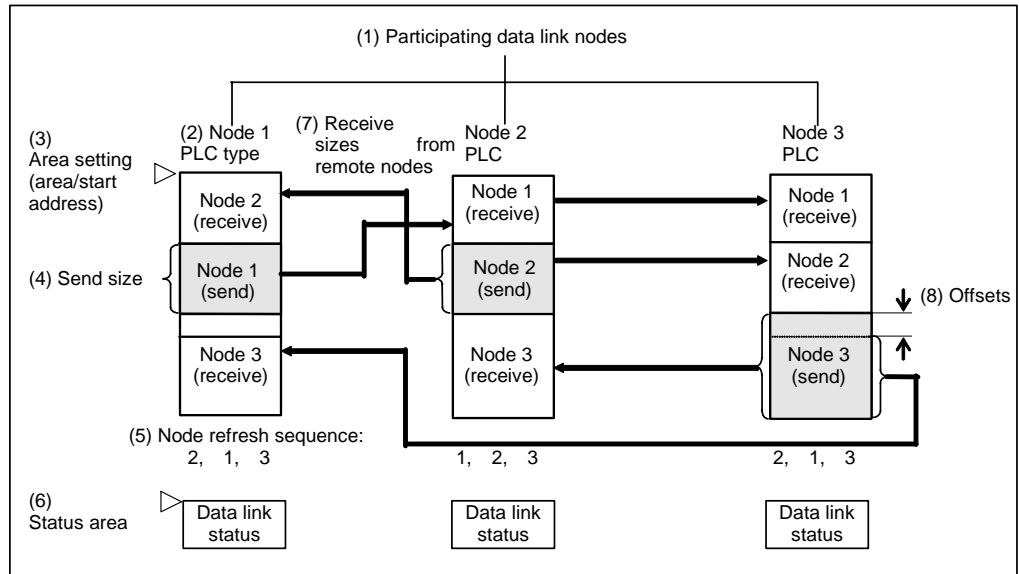 (1) Participating data link nodes
(3)
Area setting
(area/start
address)
(2) Node 1
PLC type
(7) Receive
sizes from
remote nodes
Node 2
PLC
Node 3
PLC
Node 2
(receive)
Node 1
(send)
Node 3
(receive)
Node 1
(receive)
Node 2
(send)
Node 3
(receive)
Node 1
(receive)
Node 2
(receive)
Node 3
(send)
(4) Send size
(8) Offsets
(5) Node refresh sequence:
2, 1, 3
1, 2, 3
2, 1, 3
(6)
Status area
Data link
status
Data link
status
Data link
status